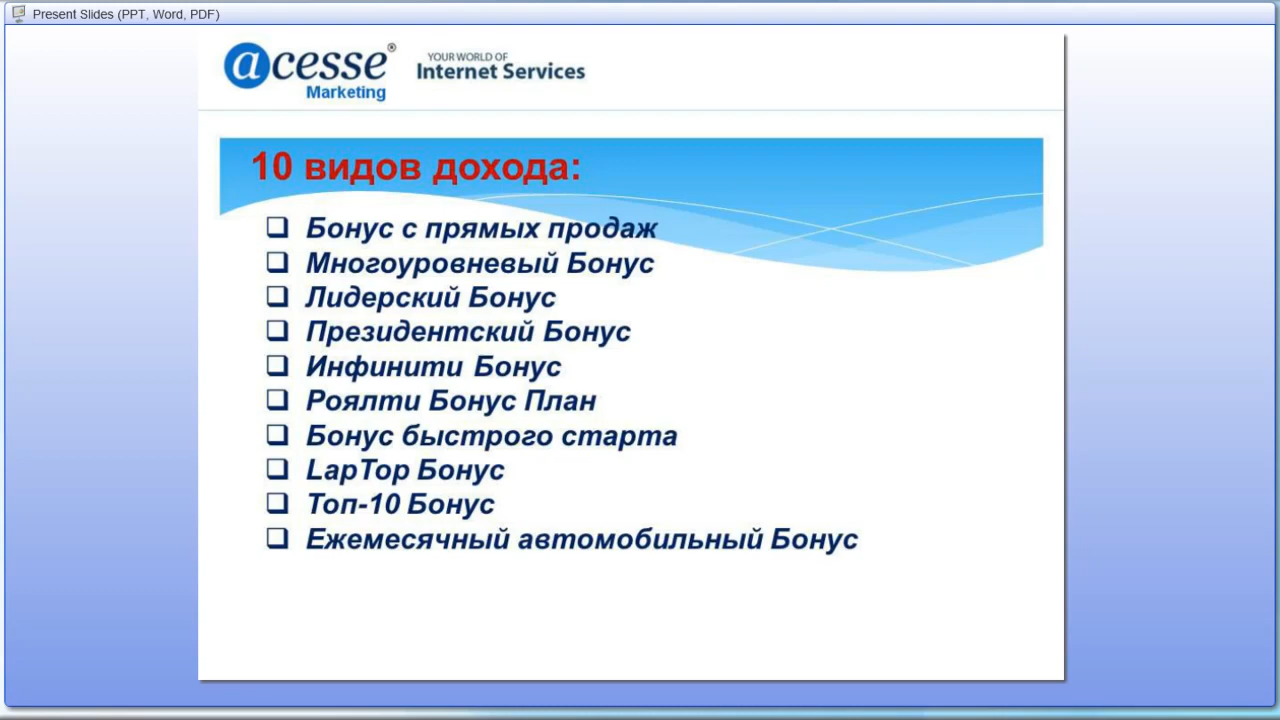 Present Slides (PPT, Word, PDF)
acesse®
Marketing
YOUR WORLD OF
Internet Services
10 видов дохода:
Бонус с прямых продаж
Многоуровневый Бонус
Лидерский Бонус
Президентский Бонус
Инфинити Бонус
Роялти Бонус План
Бонус быстрого старта
LapTop Бонус
Топ-10 Бонус
Ежемесячный автомобильный Бонус